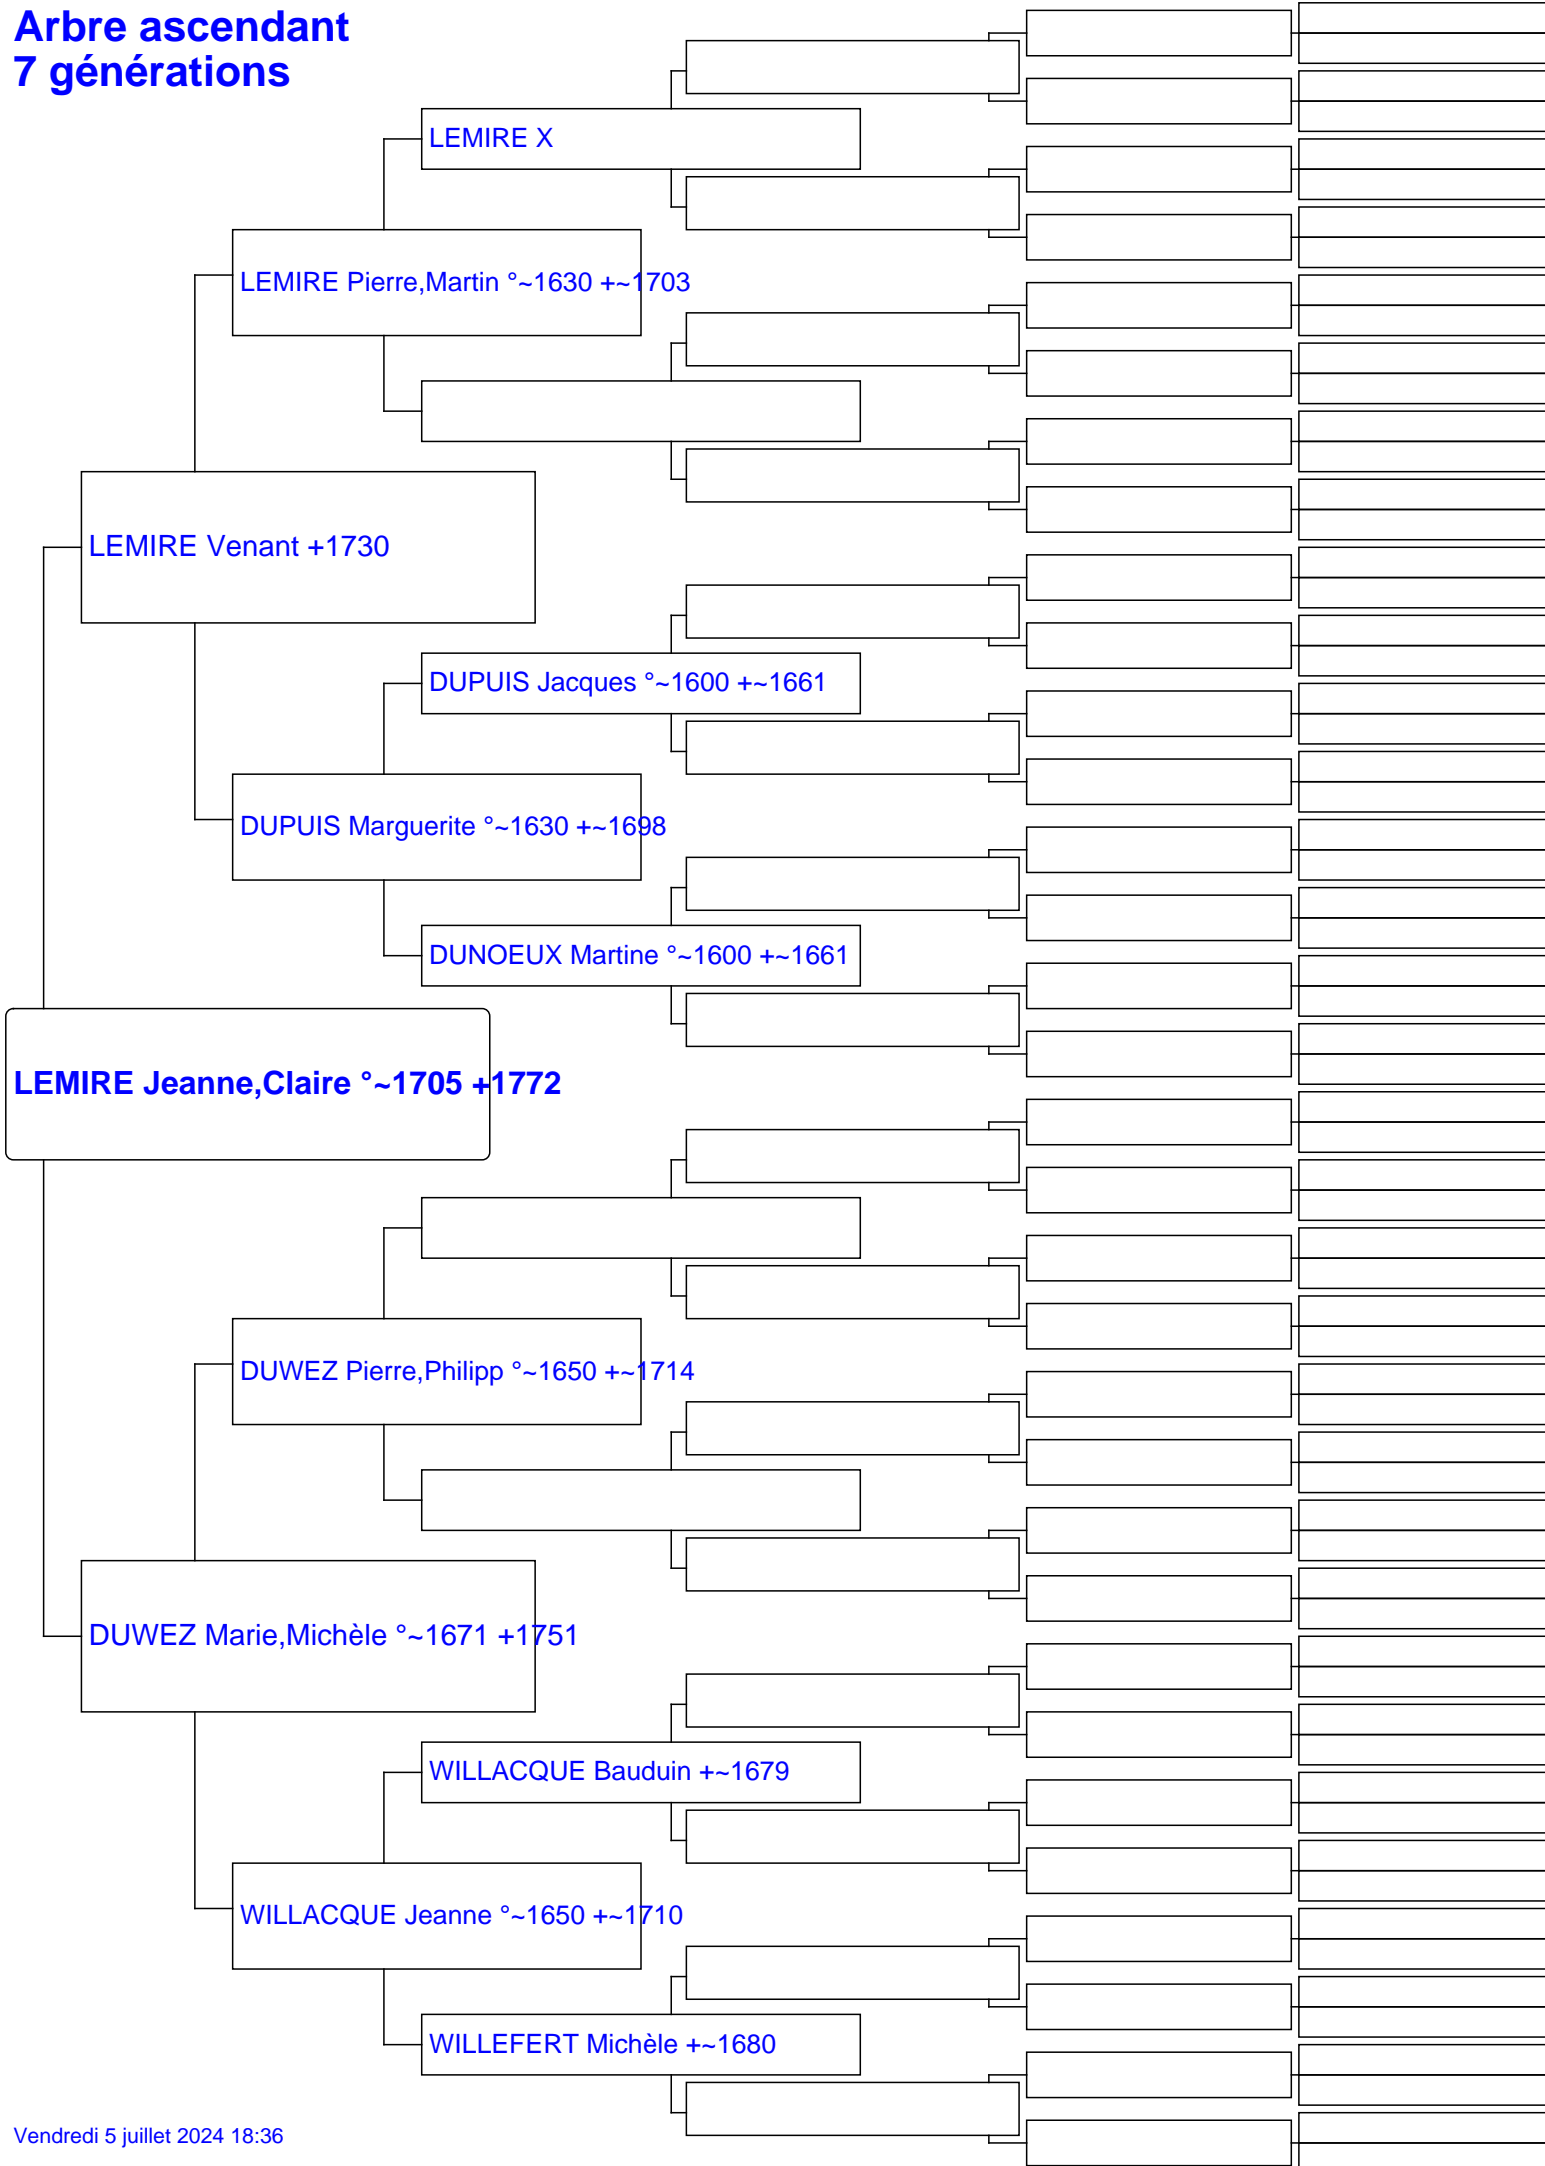 Arbre ascendant
7 générations
LEMIRE X
LEMIRE Pierre,Martin °~1630 +~1703
LEMIRE Venant +1730
DUPUIS Jacques °~1600 +~1661
DUPUIS Marguerite °~1630 +~1698
DUNOEUX Martine °~1600 +~1661
LEMIRE Jeanne,Claire °~1705 +1772
DUWEZ Pierre,Philipp °~1650 +~1714
DUWEZ Marie,Michèle °~1671 +1751
WILLACQUE Bauduin +~1679
WILLACQUE Jeanne °~1650 +~1710
WILLEFERT Michèle +~1680
Vendredi 5 juillet 2024 18:36